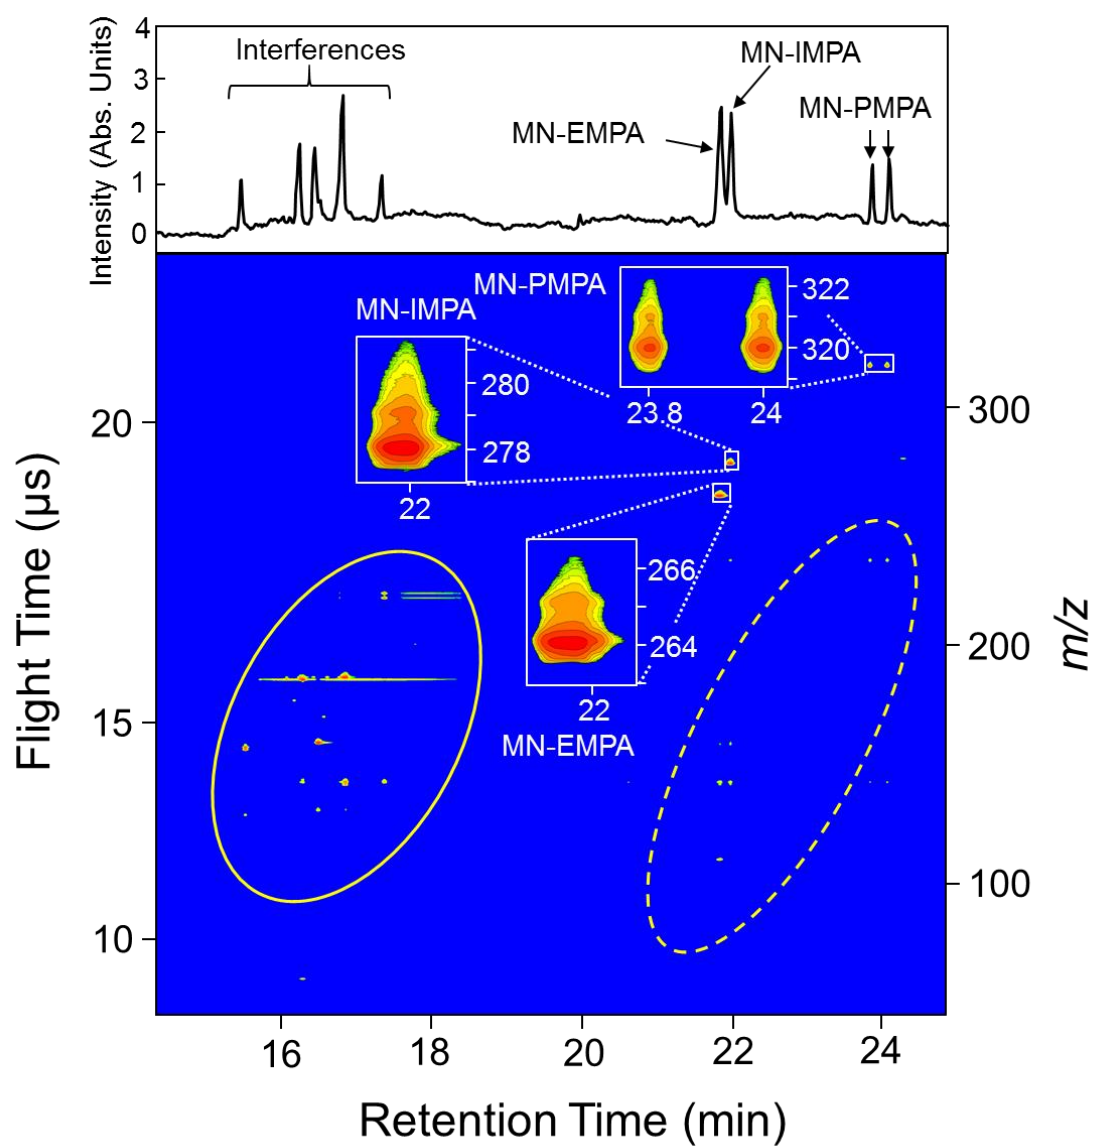 Intensity (Abs. Units)
4
3
2
1
0
Interferences
MN-IMPA
MN-EMPA
MN-PMPA
MN-PMPA
322
320
23.8
24
MN-IMPA
280
278
22
266
264
22
MN-EMPA
Flight Time (µs)
20
15
10
m/z
300
200
100
16
18
20
22
24
Retention Time (min)